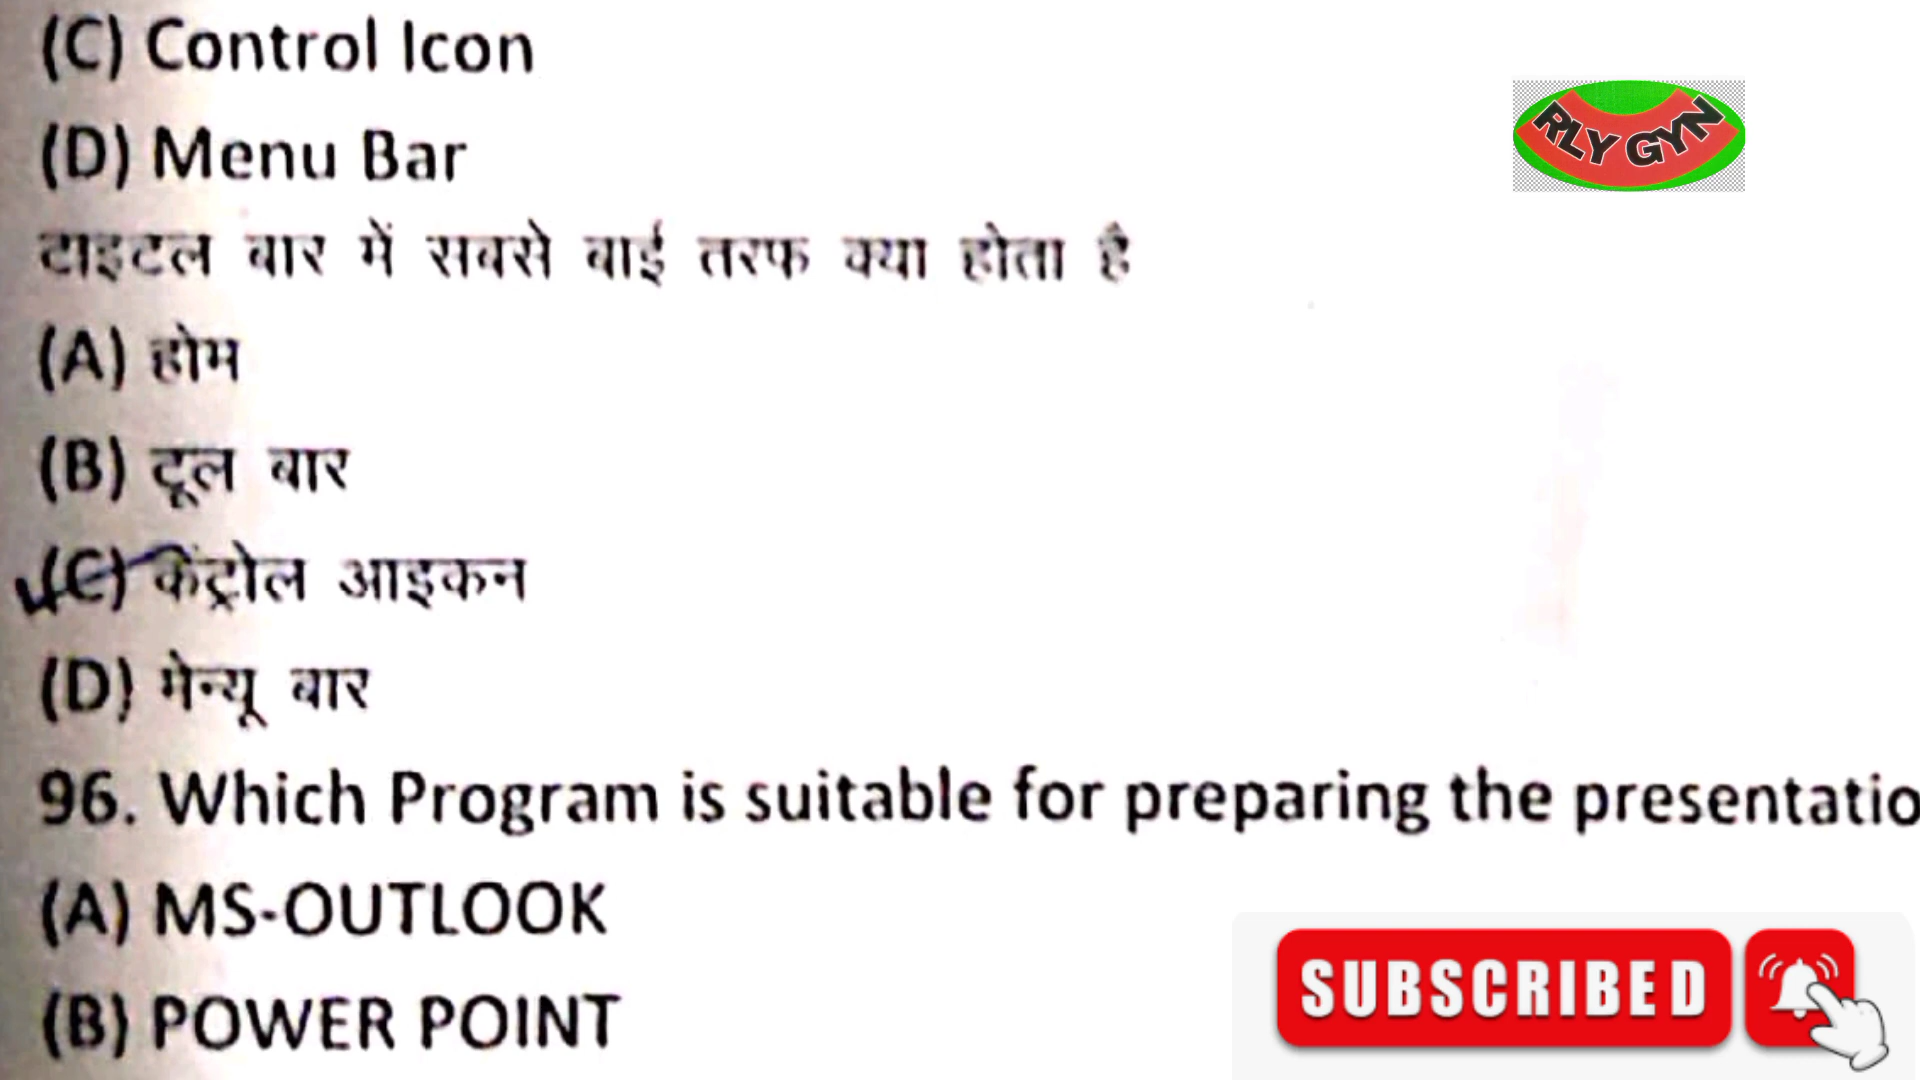 (C) Control Icon
RLY GYN
(D) Menu Bar
टाइटल बार में सबसे बाई तरफ क्या होता है
(A) होम
(B) टूल बार
(C) केंट्रोल आइकन
(D) मेन्यू बार
96. Which Program is suitable for preparing the presentatio
(A) MS-OUTLOOK
SUBSCRIBED
(B) POWER POINT